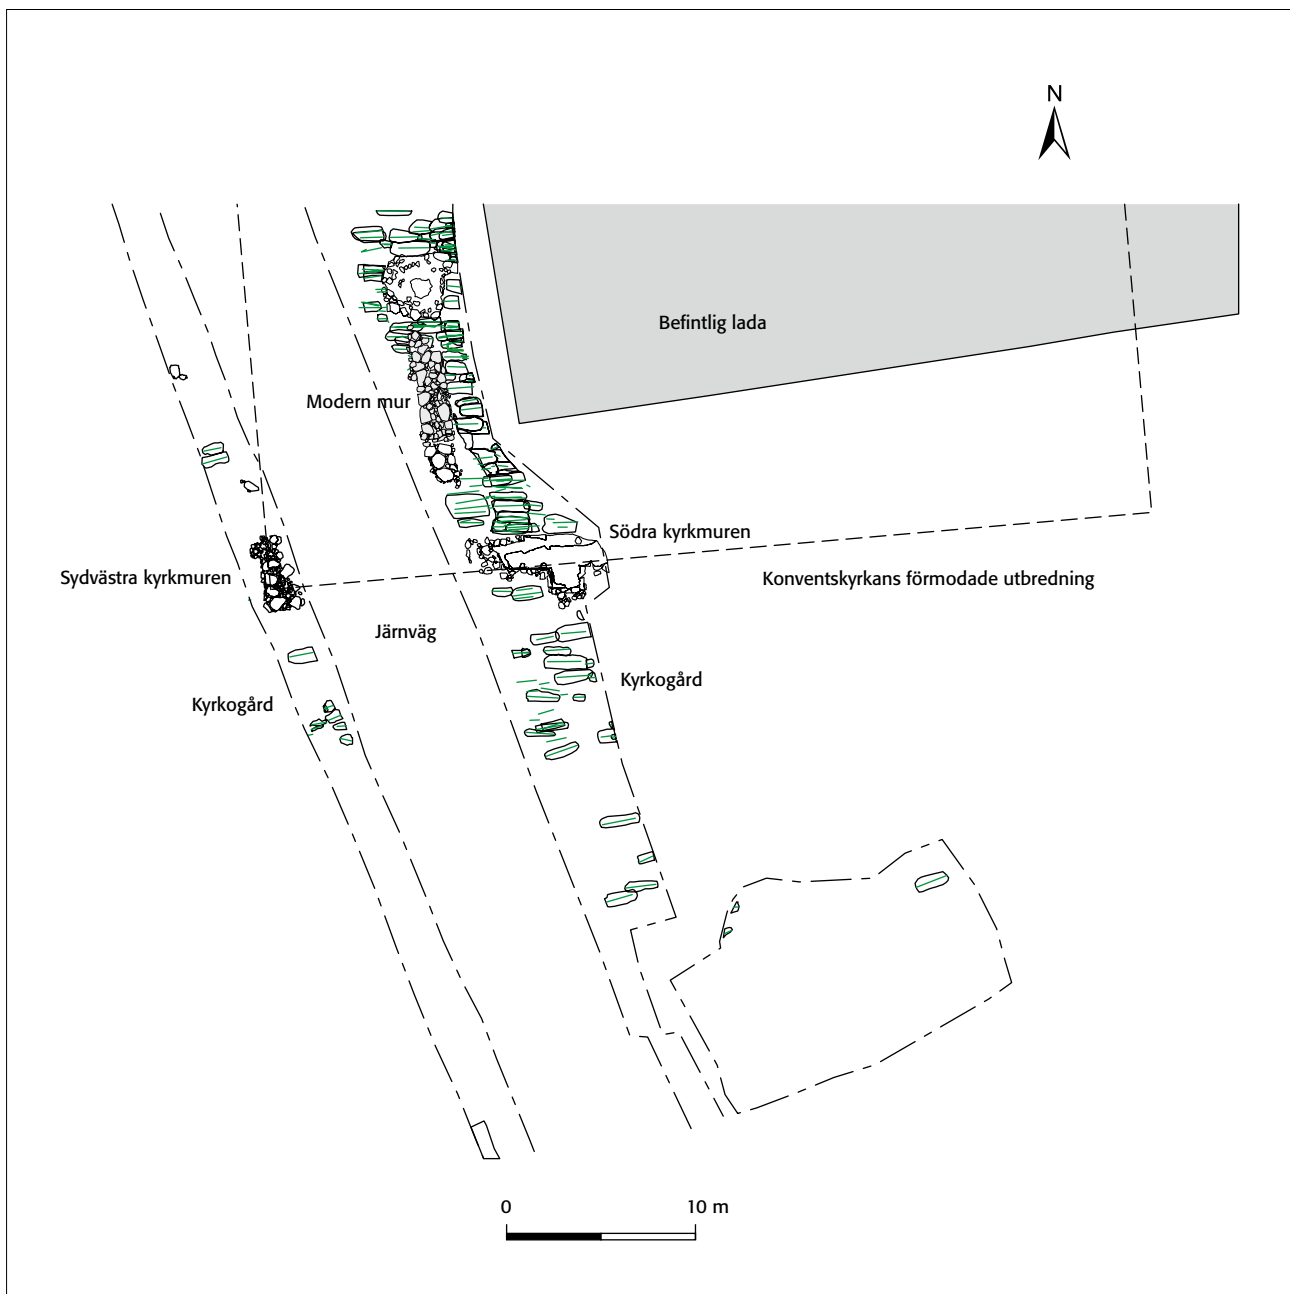 N
Befintlig lada
Modern mur
Södra kyrkmuren
Sydvästra kyrkmuren
Konventskyrkans förmodade utbredning
Järnväg
Kyrkogård
Kyrkogård
0 10 m